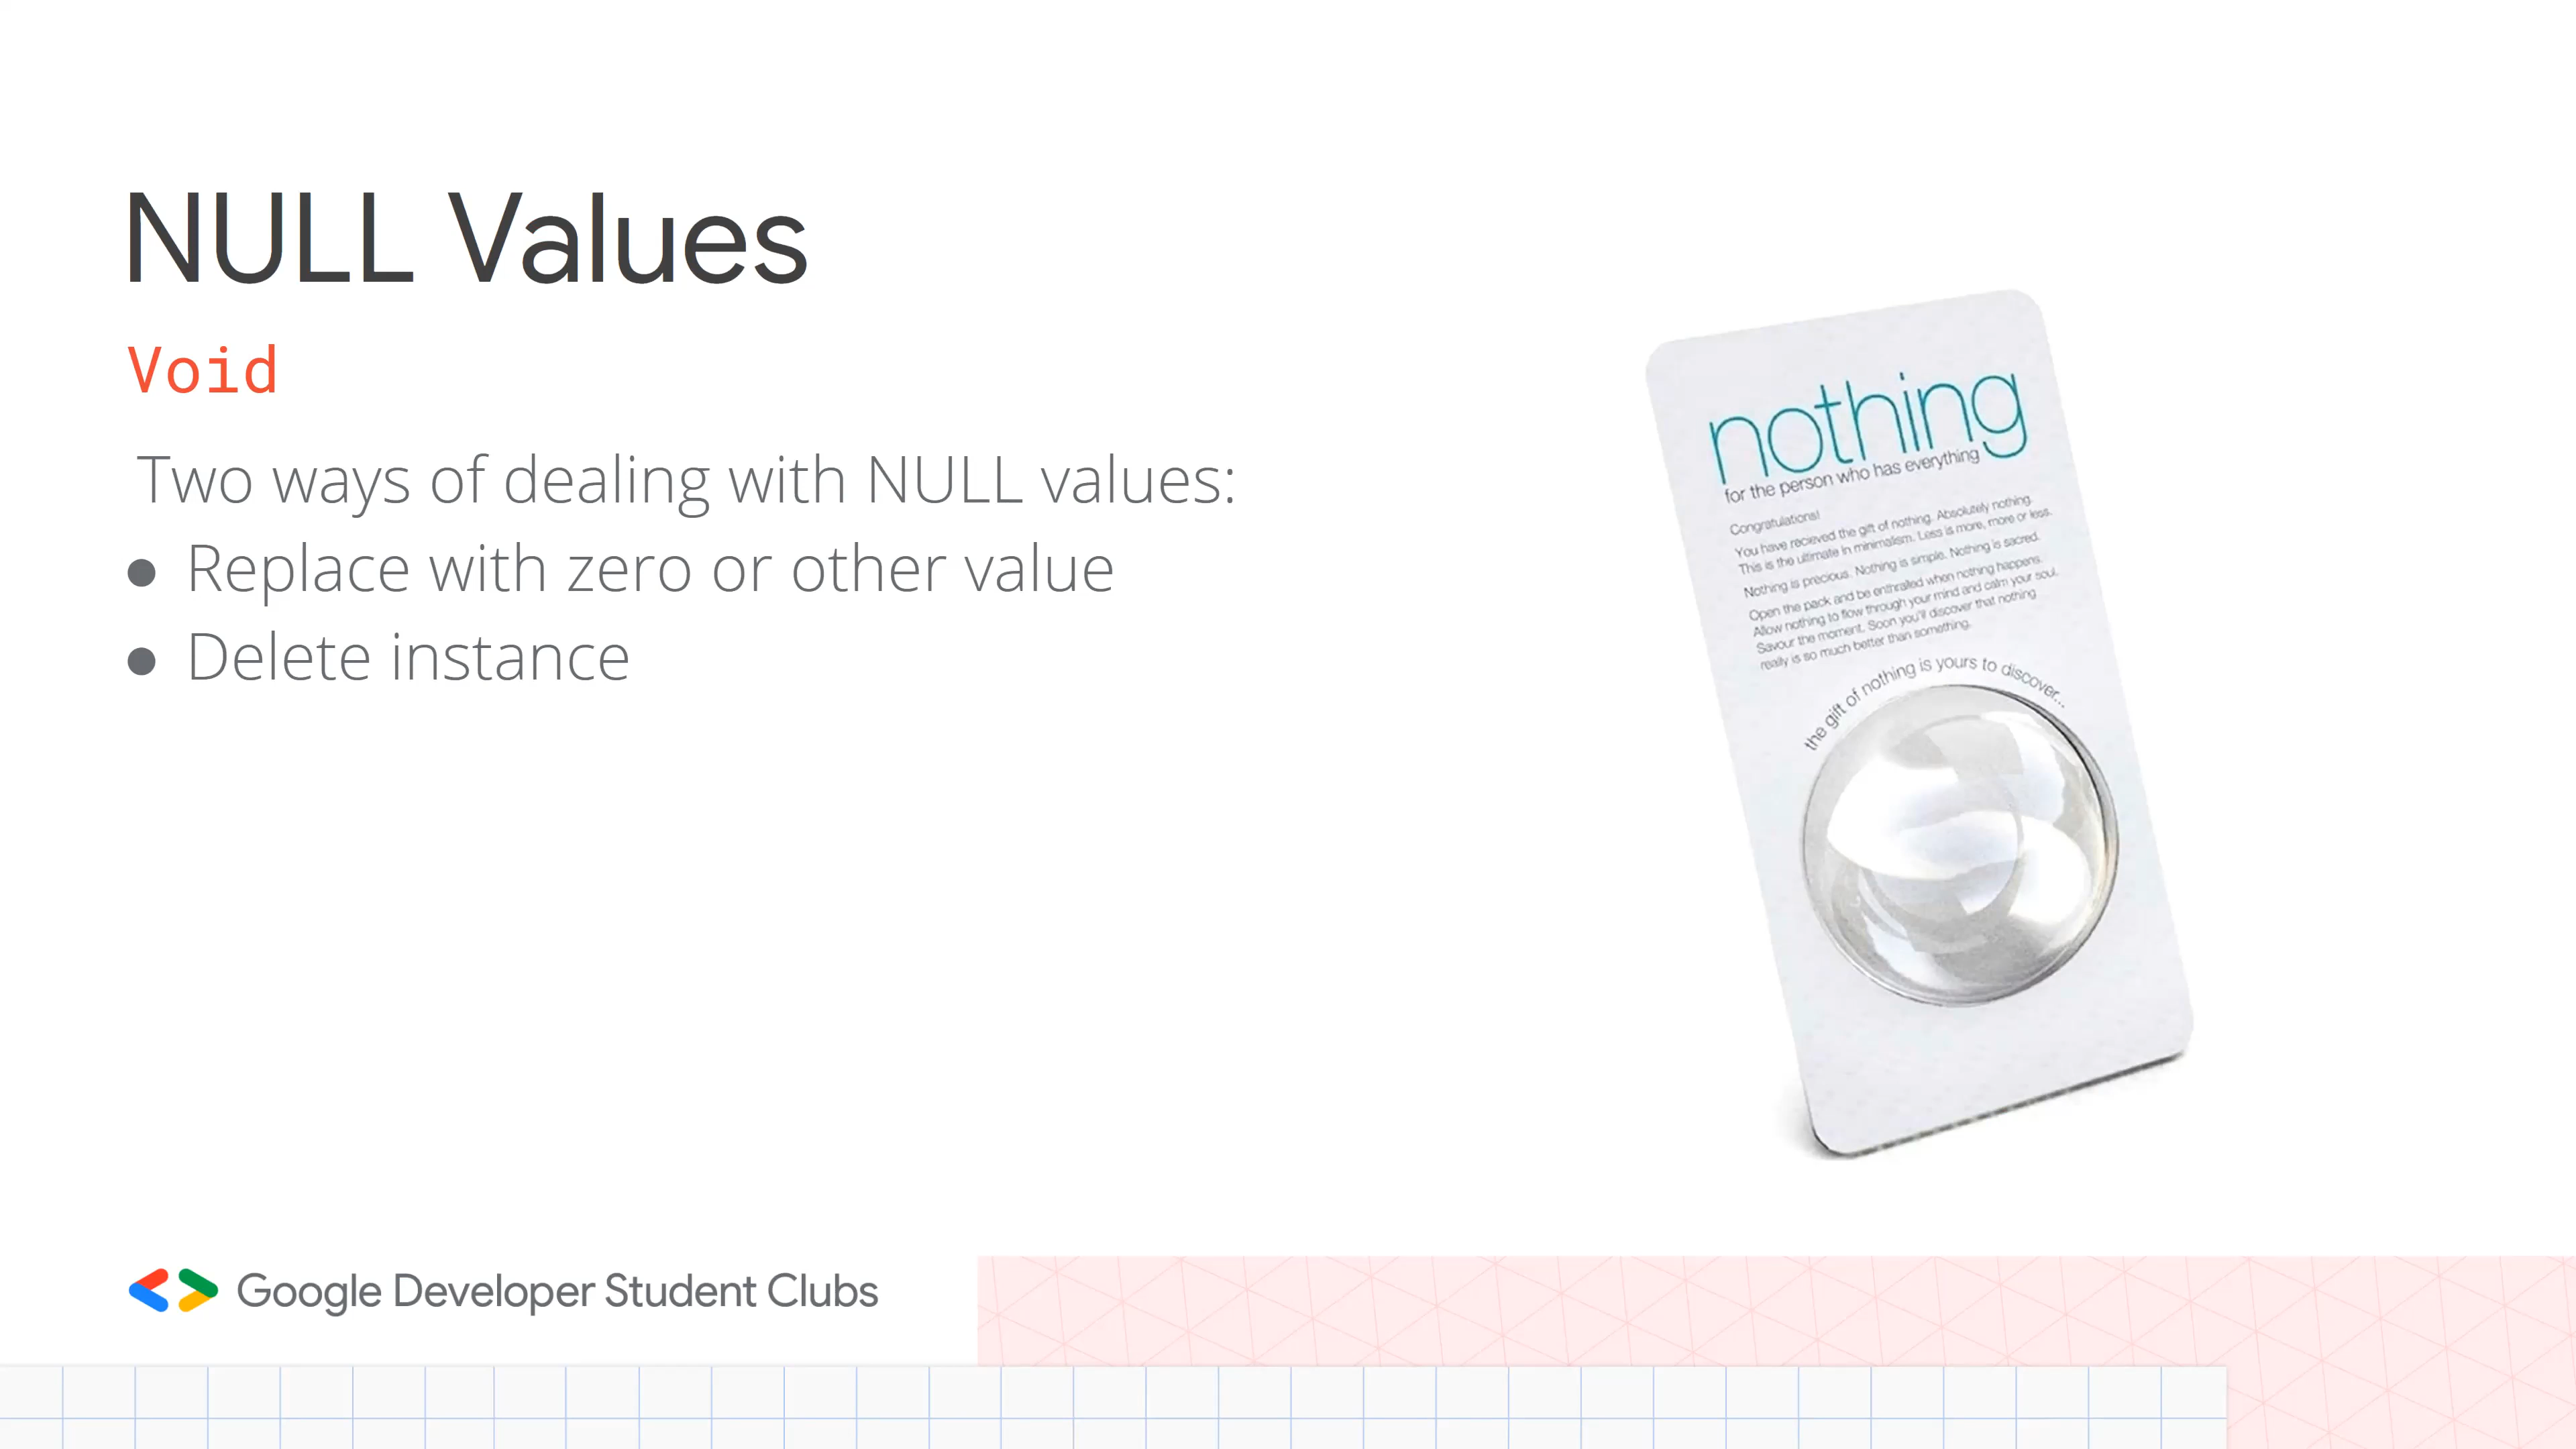 NULL Values
Void
Two ways of dealing with NULL values:
● Replace with zero or other value
● Delete instance
nothing
for the person who has everything
Congratulations!
You have recieved the gift of nothing. Absolutely nothing.
This is the ultimate in minimalism. Less is more, more or less.
Nothing is precious. Nothing is simple. Nothing is sacred.
Open the pack and be enthralled when nothing happens.
Allow nothing to flow through your mind and calm your soul.
Savour the moment. Soon you'll discover that nothing
really is so much better than something.
the gift of nothing is yours to discover...
Google Developer Student Clubs